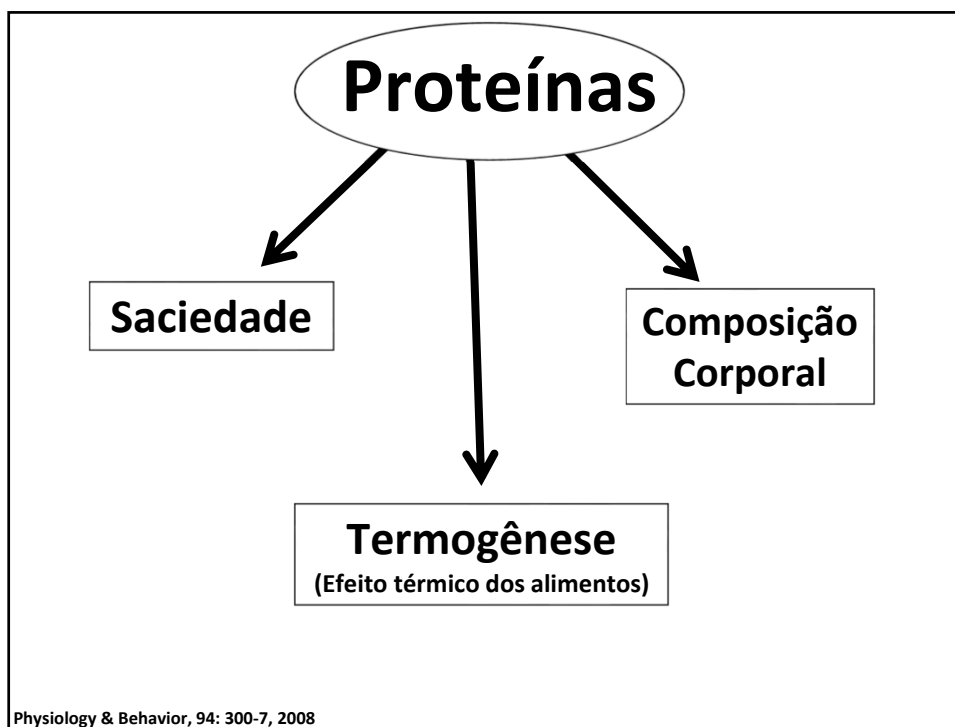 Proteínas
Saciedade
Composição
Corporal
Termogênese
(Efeito térmico dos alimentos)
Physiology & Behavior, 94: 300-7, 2008